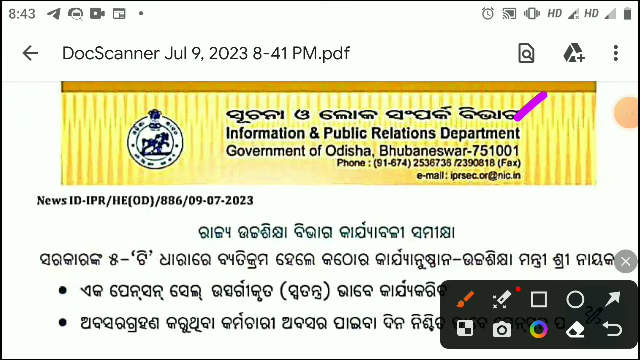 8:43
HD HD
DocScanner Jul 9, 2023 8-41 PM.pdf
ସୂଚନା ଓ ଲୋକ ସଂପର୍କ ବିଭାଗ
Information & Public Relations Department
Government of Odisha, Bhubaneswar-751001
Phone : (91-674) 2536736 /2390818 (Fax)
e-mail: iprsec.or@nic.in
News ID-IPR/HE(OD)/886/09-07-2023
ରାଜ୍ୟ ଉଚ୍ଚଶିକ୍ଷା ବିଭାଗ କାର୍ଯ୍ୟାବଳୀ ସମୀକ୍ଷା
ସରକାରଙ୍କ ୫-‘ଟି’ ଧାରାରେ ବ୍ୟତିକ୍ରମ ହେଲେ କଠୋର କାର୍ଯ୍ୟାନୁଷ୍ଠାନ-ଉଚ୍ଚଶିକ୍ଷା ମନ୍ତ୍ରୀ ଶ୍ରୀ ନାୟକ
• ଏକ ପେନ୍‌ସନ୍ ସେଲ୍ ଉତ୍ସର୍ଗୀକୃତ (ସ୍ୱତନ୍ତ୍ର) ଭାବେ କାର୍ଯ୍ୟକରିବ
• ଅବସରଗ୍ରହଣ କରୁଥିବା କର୍ମଚାରୀ ଅବସର ପାଇବା ଦିନ